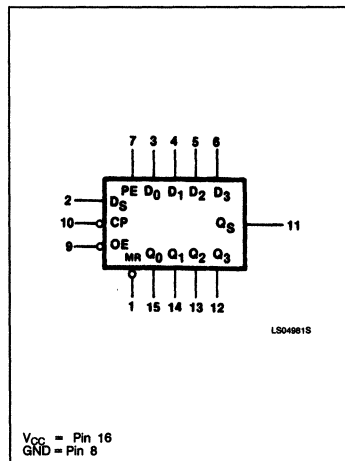 7 3 4 5 6
PE D0 D1 D2 D3
2 DS
10 CP QS 11
9 OE
MR Q0 Q1 Q2 Q3
1 15 14 13 12
LS04981S
VCC = Pin 16
GND = Pin 8